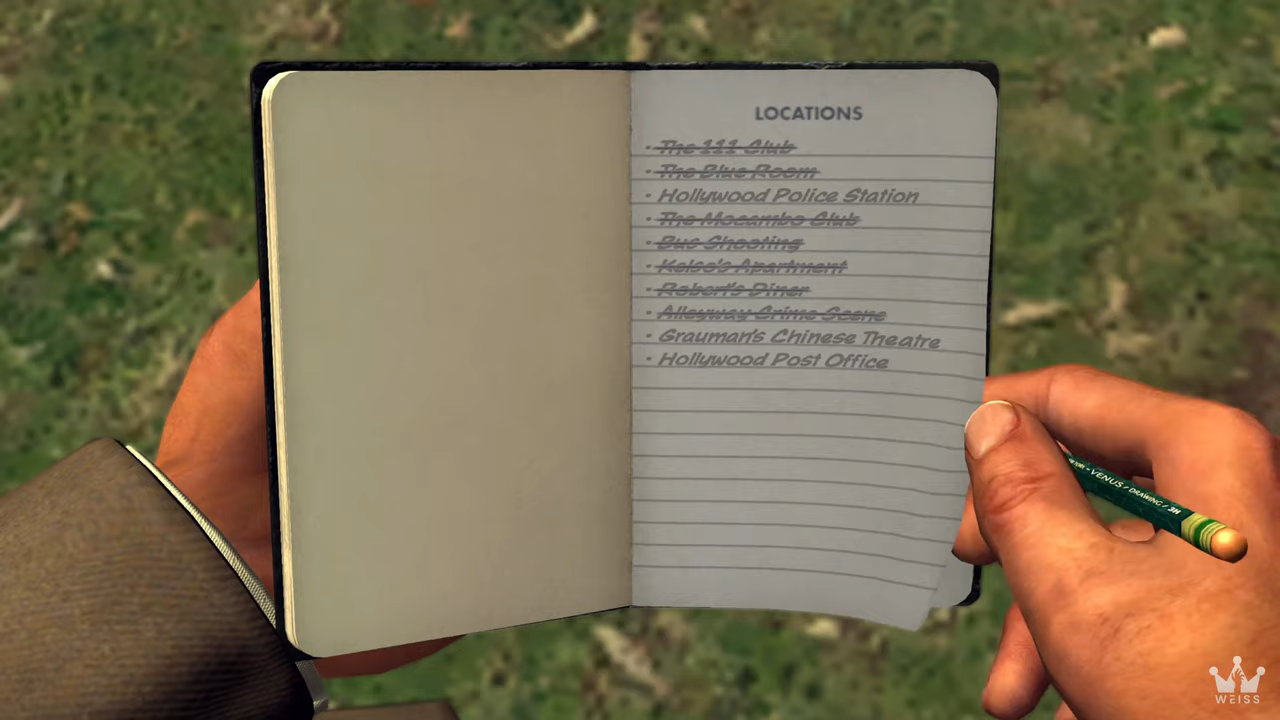 LOCATIONS
· The 111 Club
· The Blue Room
· Hollywood Police Station
· The Mocambo Club
· Bus Shooting
· Kelso's Apartment
· Robert's Diner
· Alleyway Crime Scene
· Grauman's Chinese Theatre
· Hollywood Post Office
VENUS / DRAWING / 3H
WEISS